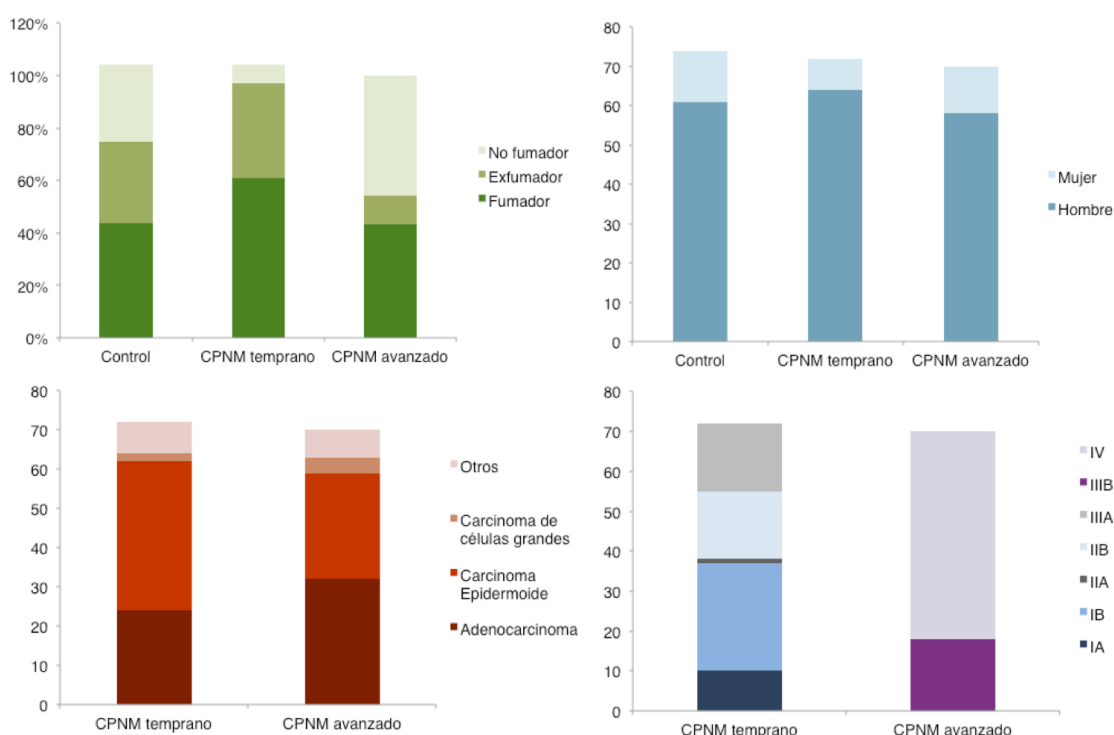 120%
100%
80%
60%
40%
20%
0%
No fumador
Exfumador
Fumador
Control
CPNM temprano
CPNM avanzado
80
70
60
50
40
30
20
10
0
Mujer
Hombre
Control
CPNM temprano
CPNM avanzado
80
70
60
50
40
30
20
10
0
Otros
Carcinoma de
células grandes
Carcinoma
Epidermoide
Adenocarcinoma
CPNM temprano
CPNM avanzado
80
70
60
50
40
30
20
10
0
IV
IIIB
IIIA
IIB
IIA
IB
IA
CPNM temprano
CPNM avanzado